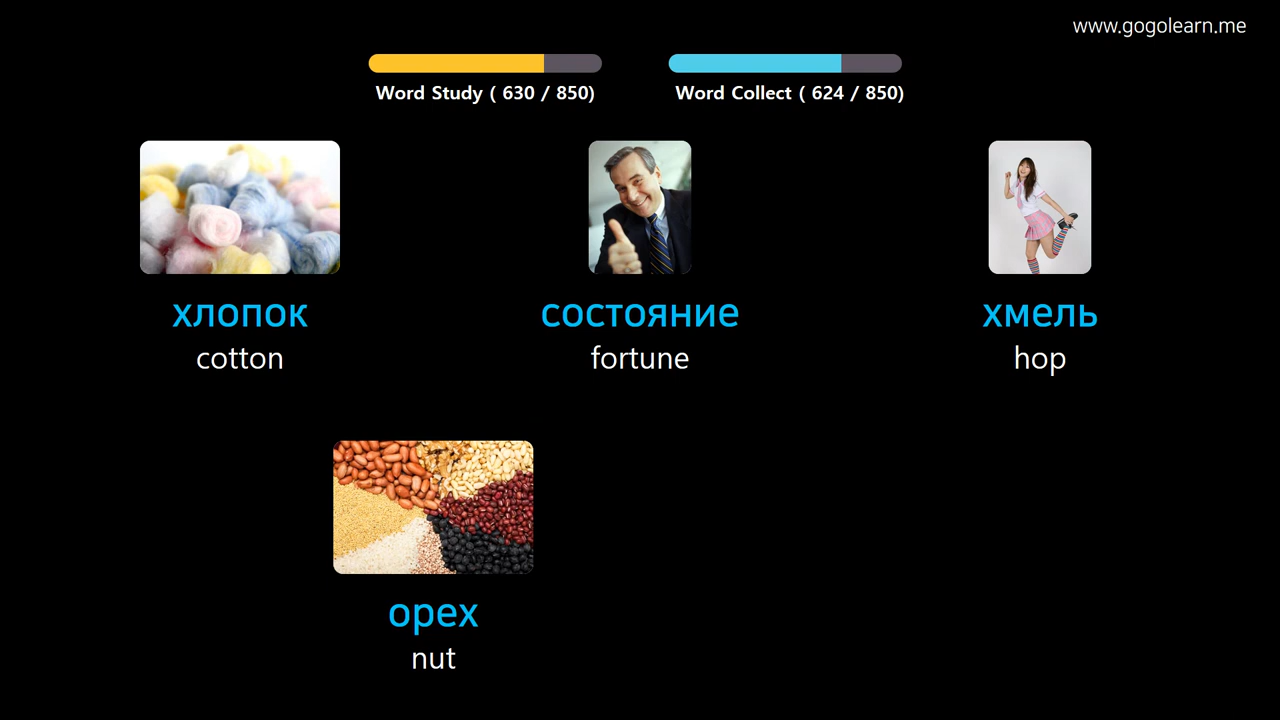 www.gogolearn.me
Word Study ( 630 / 850)
Word Collect ( 624 / 850)
хлопок
cotton
состояние
fortune
хмель
hop
орех
nut